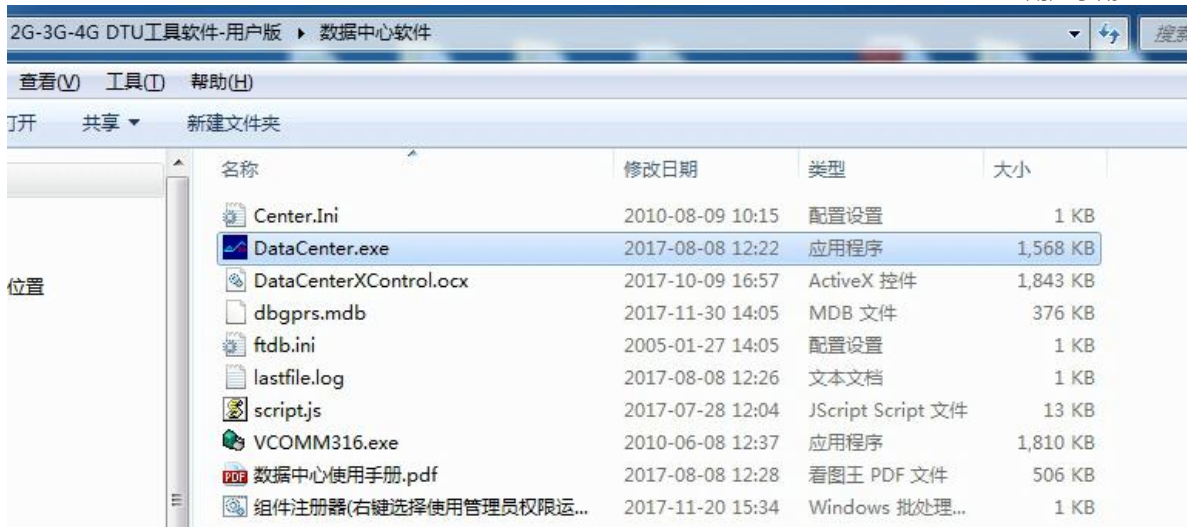 2G-3G-4G DTU工具软件-用户版 ▸ 数据中心软件
查看(V) 工具(T) 帮助(H)
打开 共享 ▼ 新建文件夹
名称 修改日期 类型 大小
Center.Ini 2010-08-09 10:15 配置设置 1 KB
DataCenter.exe 2017-08-08 12:22 应用程序 1,568 KB
位置
DataCenterXControl.ocx 2017-10-09 16:57 ActiveX 控件 1,843 KB
dbgprs.mdb 2017-11-30 14:05 MDB 文件 376 KB
ftdb.ini 2005-01-27 14:05 配置设置 1 KB
lastfile.log 2017-08-08 12:26 文本文档 1 KB
script.js 2017-07-28 12:04 JScript Script 文件 13 KB
VCOMM316.exe 2010-06-08 12:37 应用程序 1,810 KB
数据中心使用手册.pdf 2017-08-08 12:28 看图王 PDF 文件 506 KB
组件注册器(右键选择使用管理员权限运... 2017-11-20 15:34 Windows 批处理... 1 KB